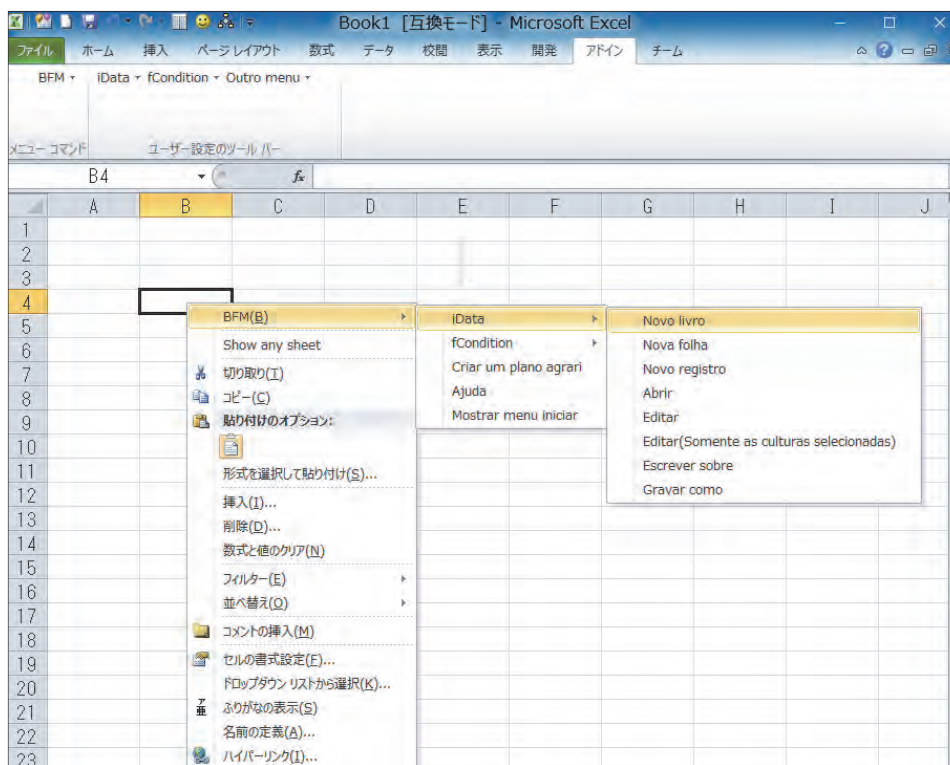 Book1 [互換モード] - Microsoft Excel
ファイル ホーム 挿入 ページレイアウト 数式 データ 校閲 表示 開発 アドイン チーム
BFM iData fCondition Outro menu
メニュー コマンド ユーザー設定のツール バー
B4 fx
A B C D E F G H I J
1
2
3
4
BFM(B) iData Novo livro
5
Show any sheet fCondition Nova folha
6
切り取り(T) Criar um plano agrari Novo registro
7
コピー(C) Ajuda Abrir
8
貼り付けのオプション: Mostrar menu iniciar Editar
9
Editar(Somente as culturas selecionadas)
10
形式を選択して貼り付け(S)... Escrever sobre
11
挿入(I)... Gravar como
12
削除(D)...
13
数式と値のクリア(N)
14
フィルター(E)
15
並べ替え(O)
16
17
コメントの挿入(M)
18
セルの書式設定(F)...
19
ドロップダウン リストから選択(K)...
20
ふりがなの表示(S)
21
名前の定義(A)...
22
ハイパーリンク(I)...
23